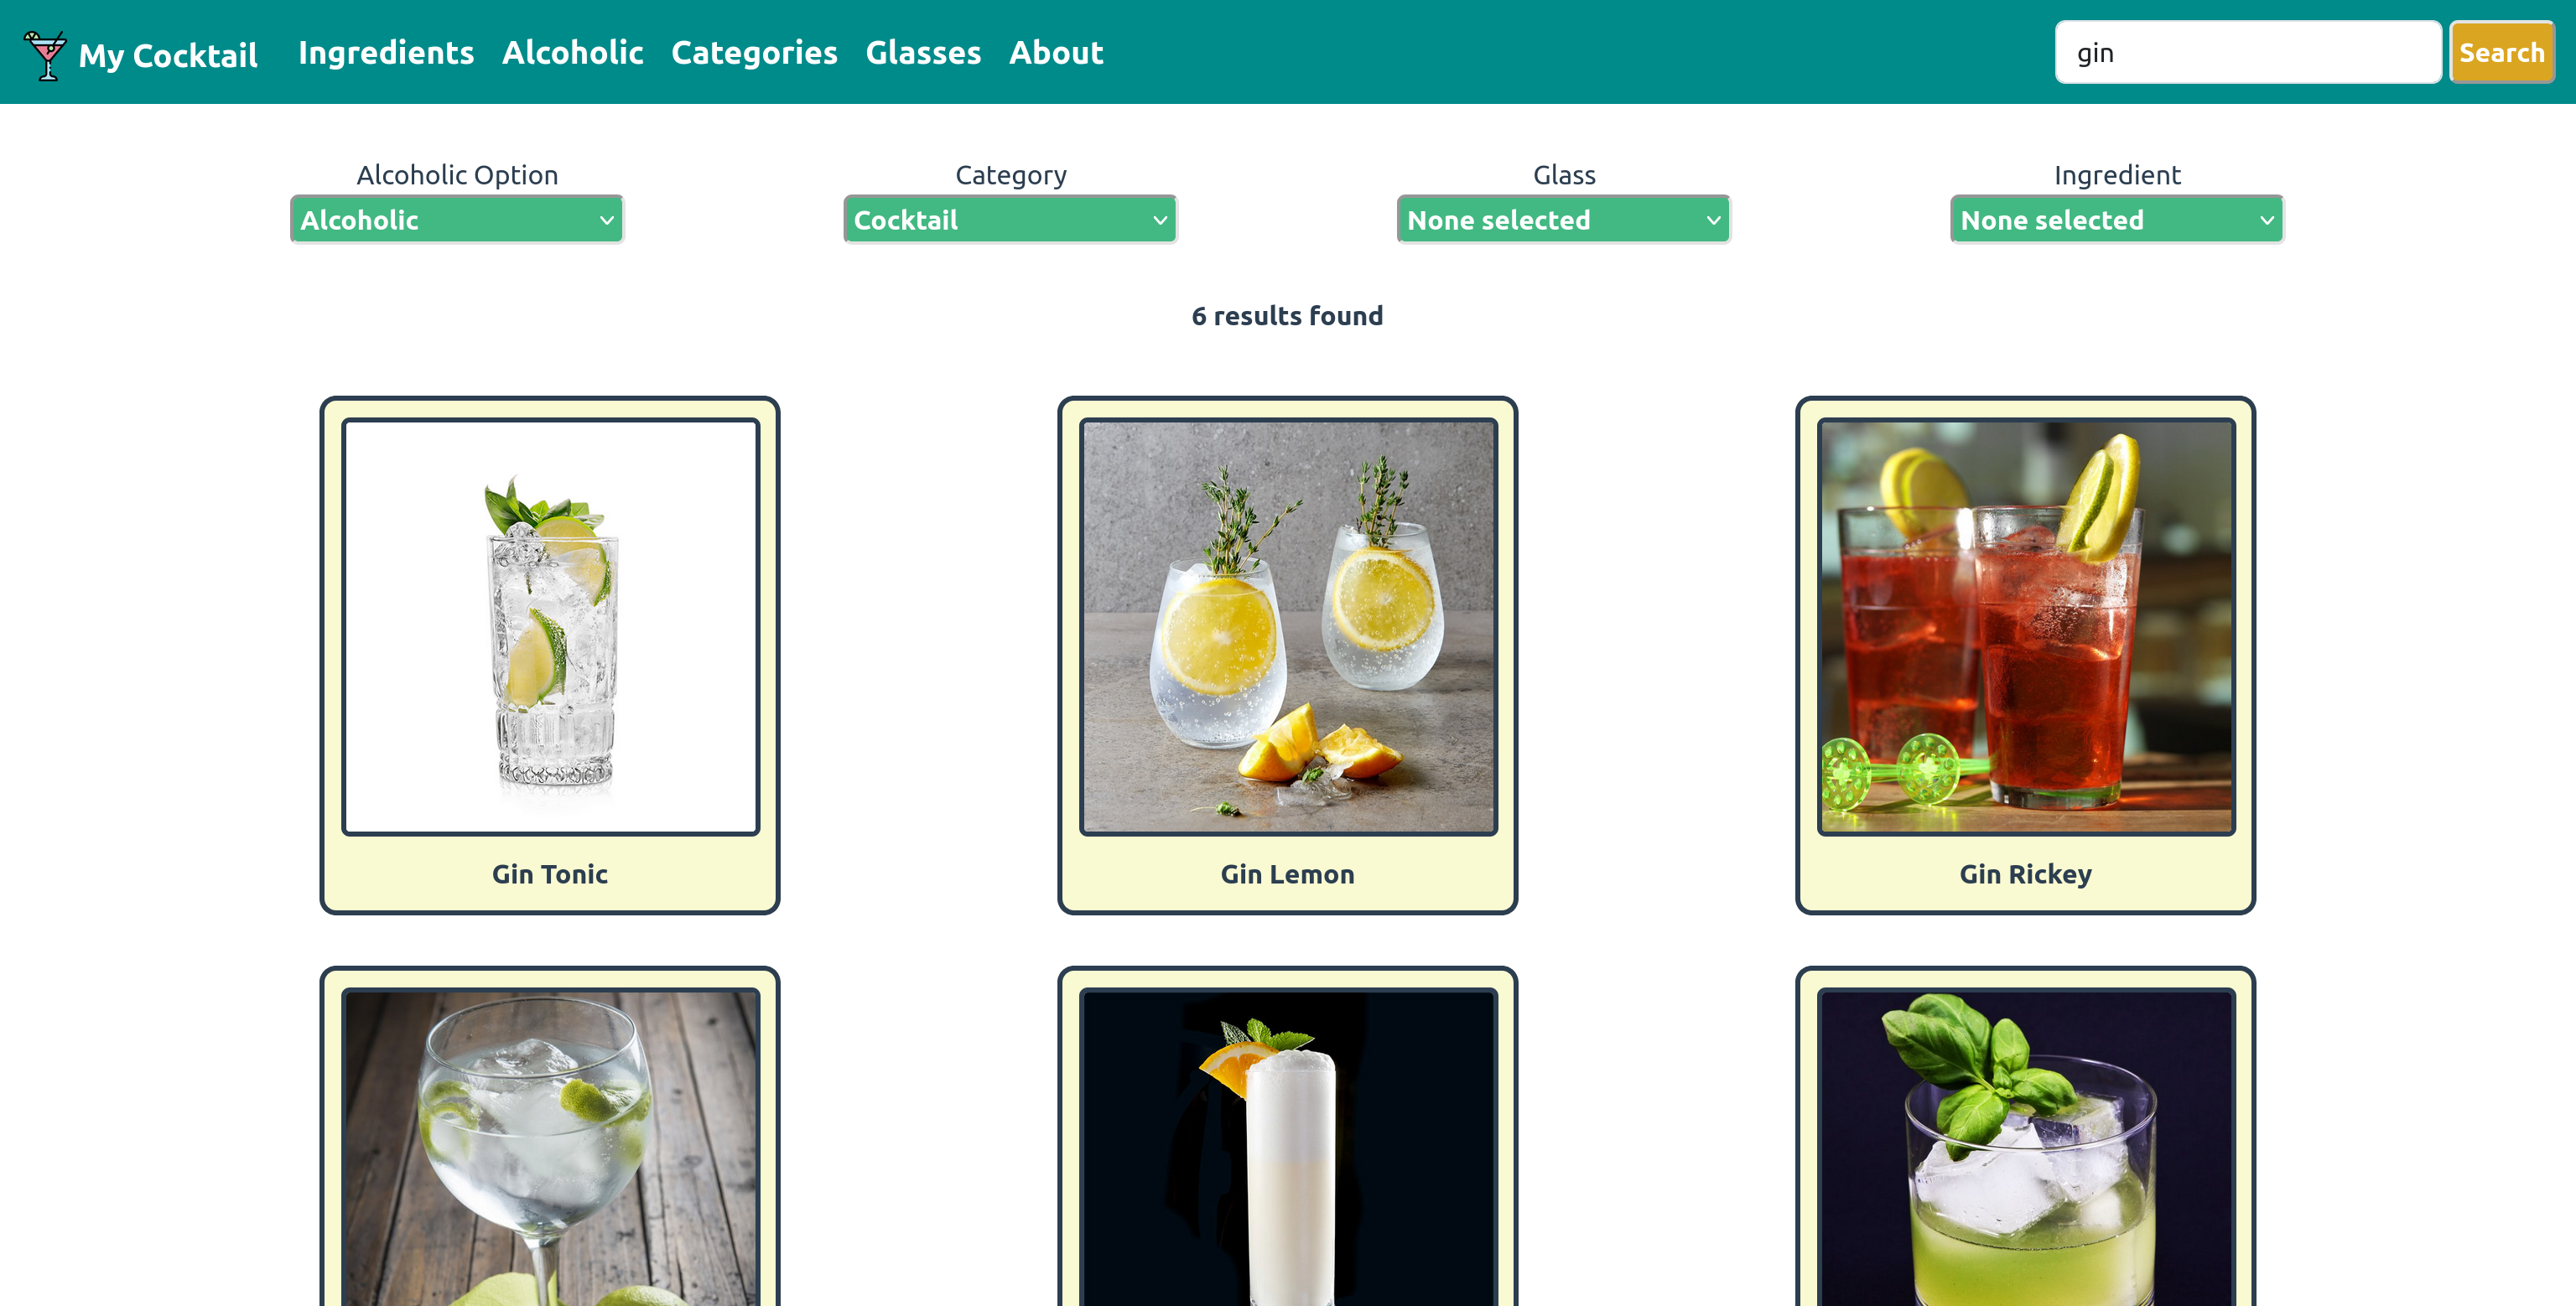 My Cocktail
Ingredients Alcoholic Categories Glasses About
gin
Search
Alcoholic Option
Alcoholic
Category
Cocktail
Glass
None selected
Ingredient
None selected
6 results found
Gin Tonic
Gin Lemon
Gin Rickey